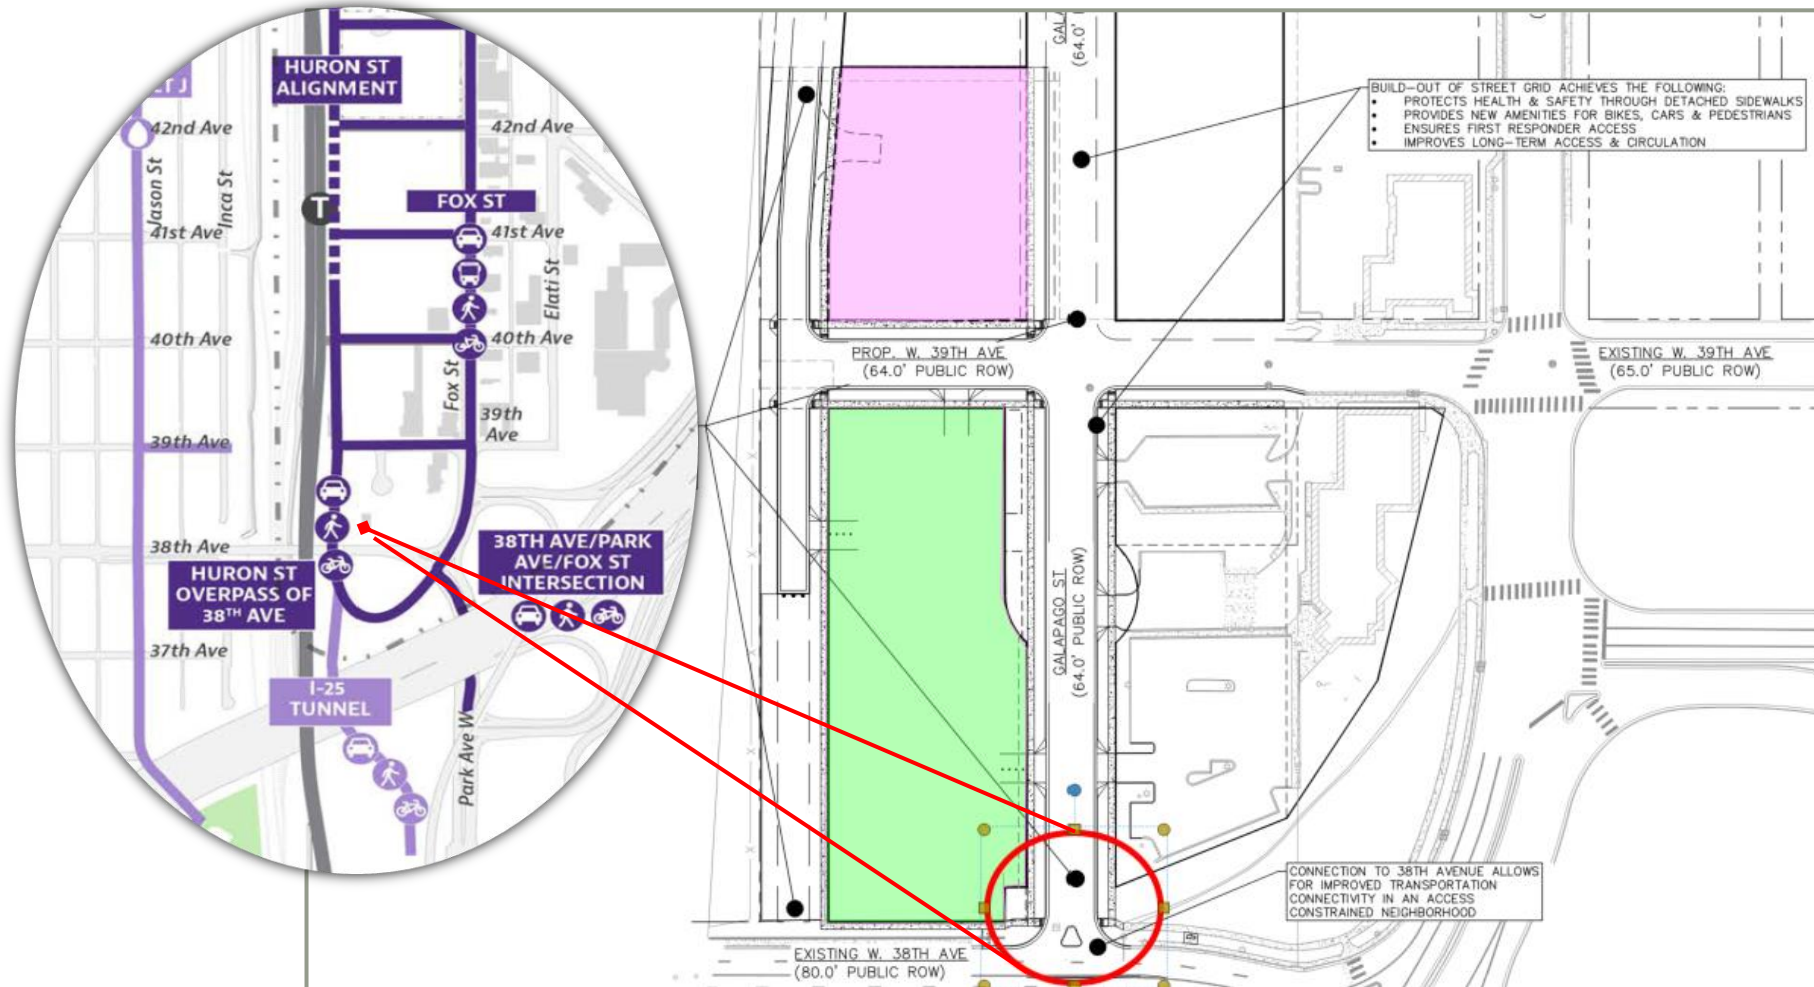 HURON ST
ALIGNMENT
42nd Ave
42nd Ave
Jason St
Inca St
T
FOX ST
41st Ave
41st Ave
Elati St
40th Ave
40th Ave
Fox St
39th
Ave
39th Ave
38th Ave
38TH AVE/PARK
AVE/FOX ST
INTERSECTION
HURON ST
OVERPASS OF
38TH AVE
37th Ave
I-25
TUNNEL
Park Ave W
GAL
(64.0'
BUILD-OUT OF STREET GRID ACHIEVES THE FOLLOWING:
• PROTECTS HEALTH & SAFETY THROUGH DETACHED SIDEWALKS
• PROVIDES NEW AMENITIES FOR BIKES, CARS & PEDESTRIANS
• ENSURES FIRST RESPONDER ACCESS
• IMPROVES LONG-TERM ACCESS & CIRCULATION
PROP. W. 39TH AVE
(64.0' PUBLIC ROW)
EXISTING W. 39TH AVE
(65.0' PUBLIC ROW)
GALAPAGO ST
(64.0' PUBLIC ROW)
CONNECTION TO 38TH AVENUE ALLOWS
FOR IMPROVED TRANSPORTATION
CONNECTIVITY IN AN ACCESS
CONSTRAINED NEIGHBORHOOD
EXISTING W. 38TH AVE
(80.0' PUBLIC ROW)